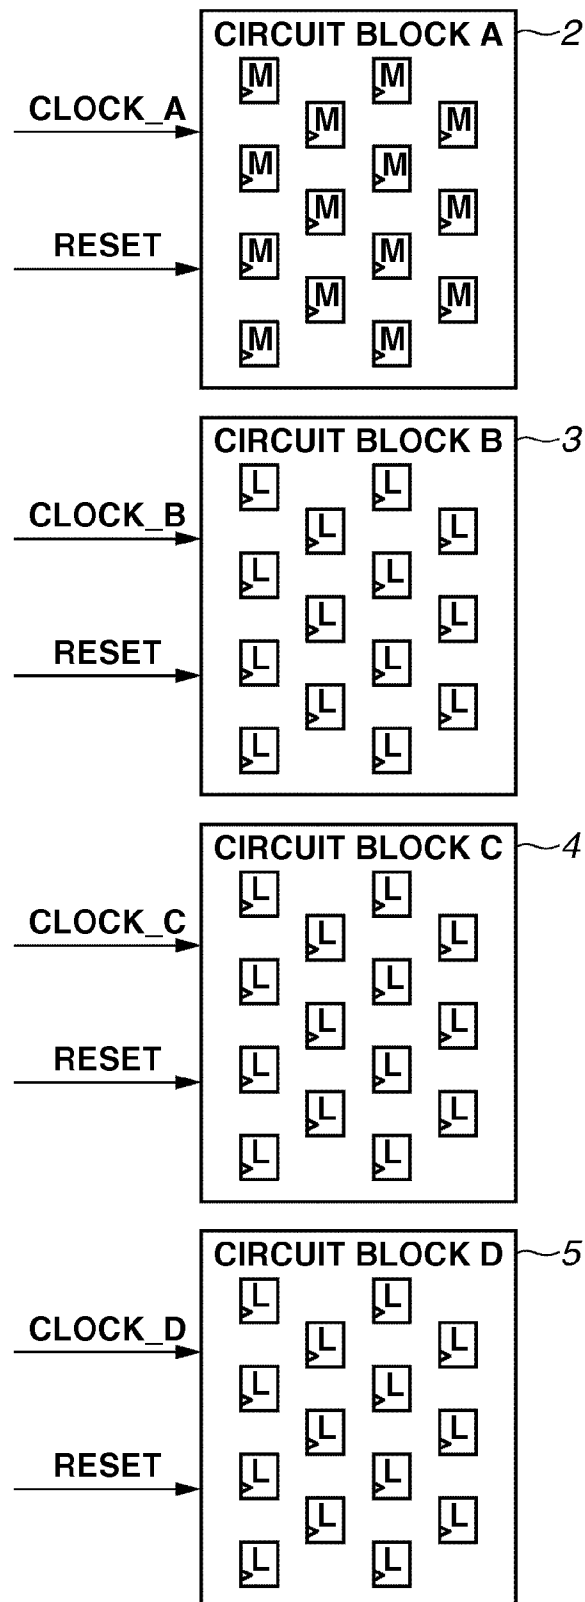 CIRCUIT BLOCK A 2
M M
CLOCK_A
M M
M M
M M
RESET
M M
M M
M M
CIRCUIT BLOCK B 3
L L
CLOCK_B
L L
L L
L L
RESET
L L
L L
L L
CIRCUIT BLOCK C 4
L L
CLOCK_C
L L
L L
L L
RESET
L L
L L
L L
CIRCUIT BLOCK D 5
L L
CLOCK_D
L L
L L
L L
RESET
L L
L L
L L